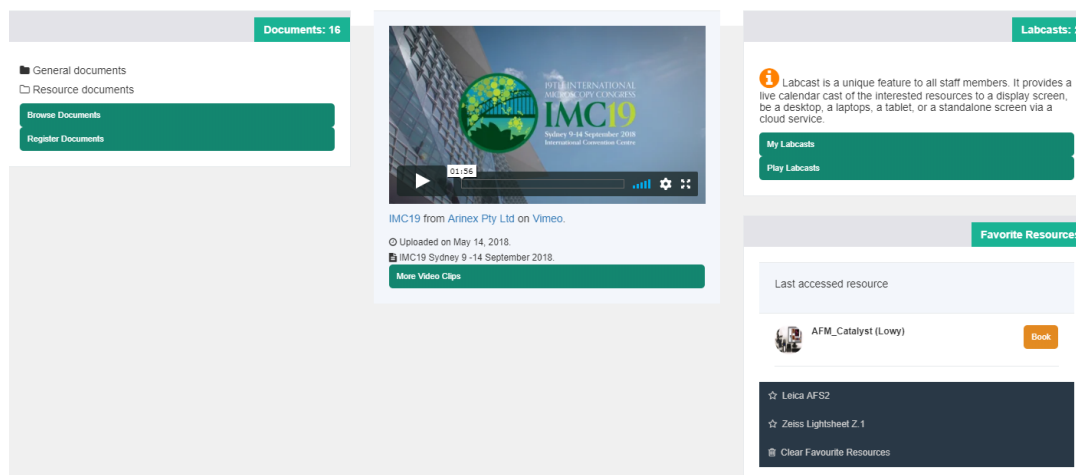 Documents: 16
General documents
Resource documents
Browse Documents
Register Documents
19TH INTERNATIONAL
MICROSCOPY CONGRESS
IMC19
Sydney 9-14 September 2018
International Convention Centre
01:56
IMC19 from Arinex Pty Ltd on Vimeo.
Uploaded on May 14, 2018.
IMC19 Sydney 9 -14 September 2018.
More Video Clips
Labcasts:
Labcast is a unique feature to all staff members. It provides a
live calendar cast of the interested resources to a display screen,
be a desktop, a laptops, a tablet, or a standalone screen via a
cloud service.
My Labcasts
Play Labcasts
Favorite Resources
Last accessed resource
AFM_Catalyst (Lowy)
Book
Leica AFS2
Zeiss Lightsheet Z.1
Clear Favourite Resources